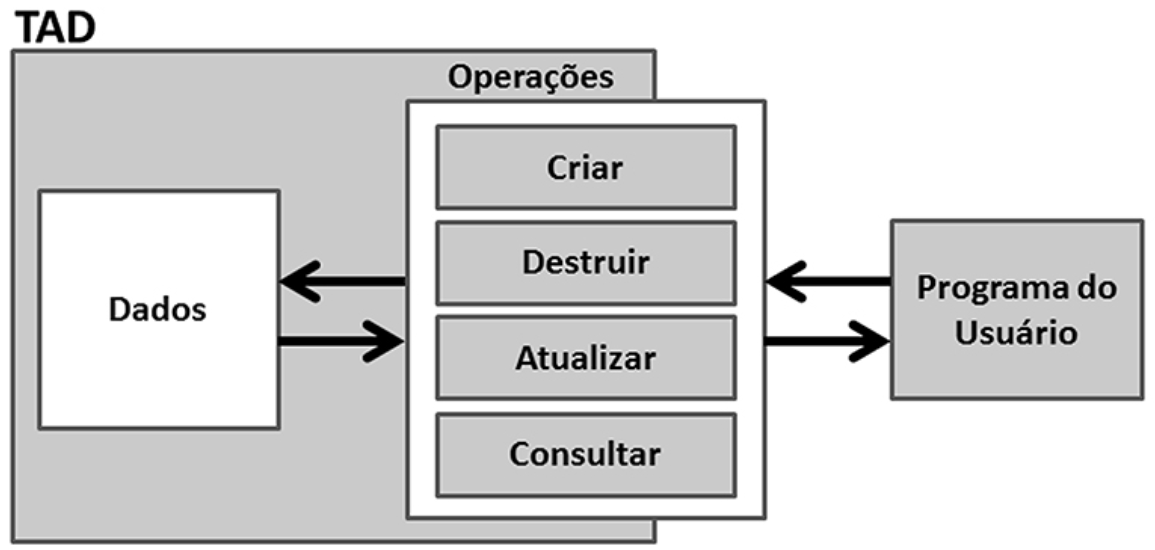 TAD
Operações
Criar
Destruir
Atualizar
Consultar
Dados
Programa do
Usuário